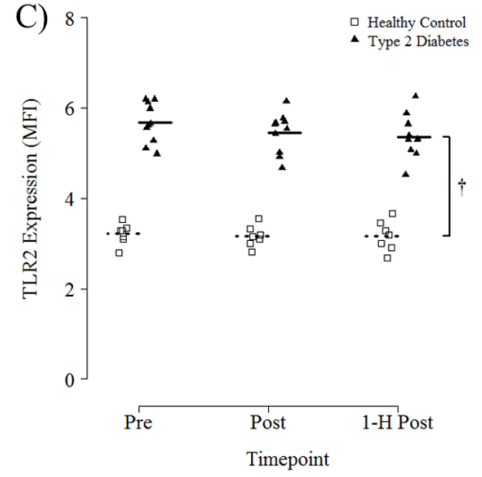 C)
Healthy Control
Type 2 Diabetes
TLR2 Expression (MFI)
8
6
4
2
0
†
Pre
Post
1-H Post
Timepoint